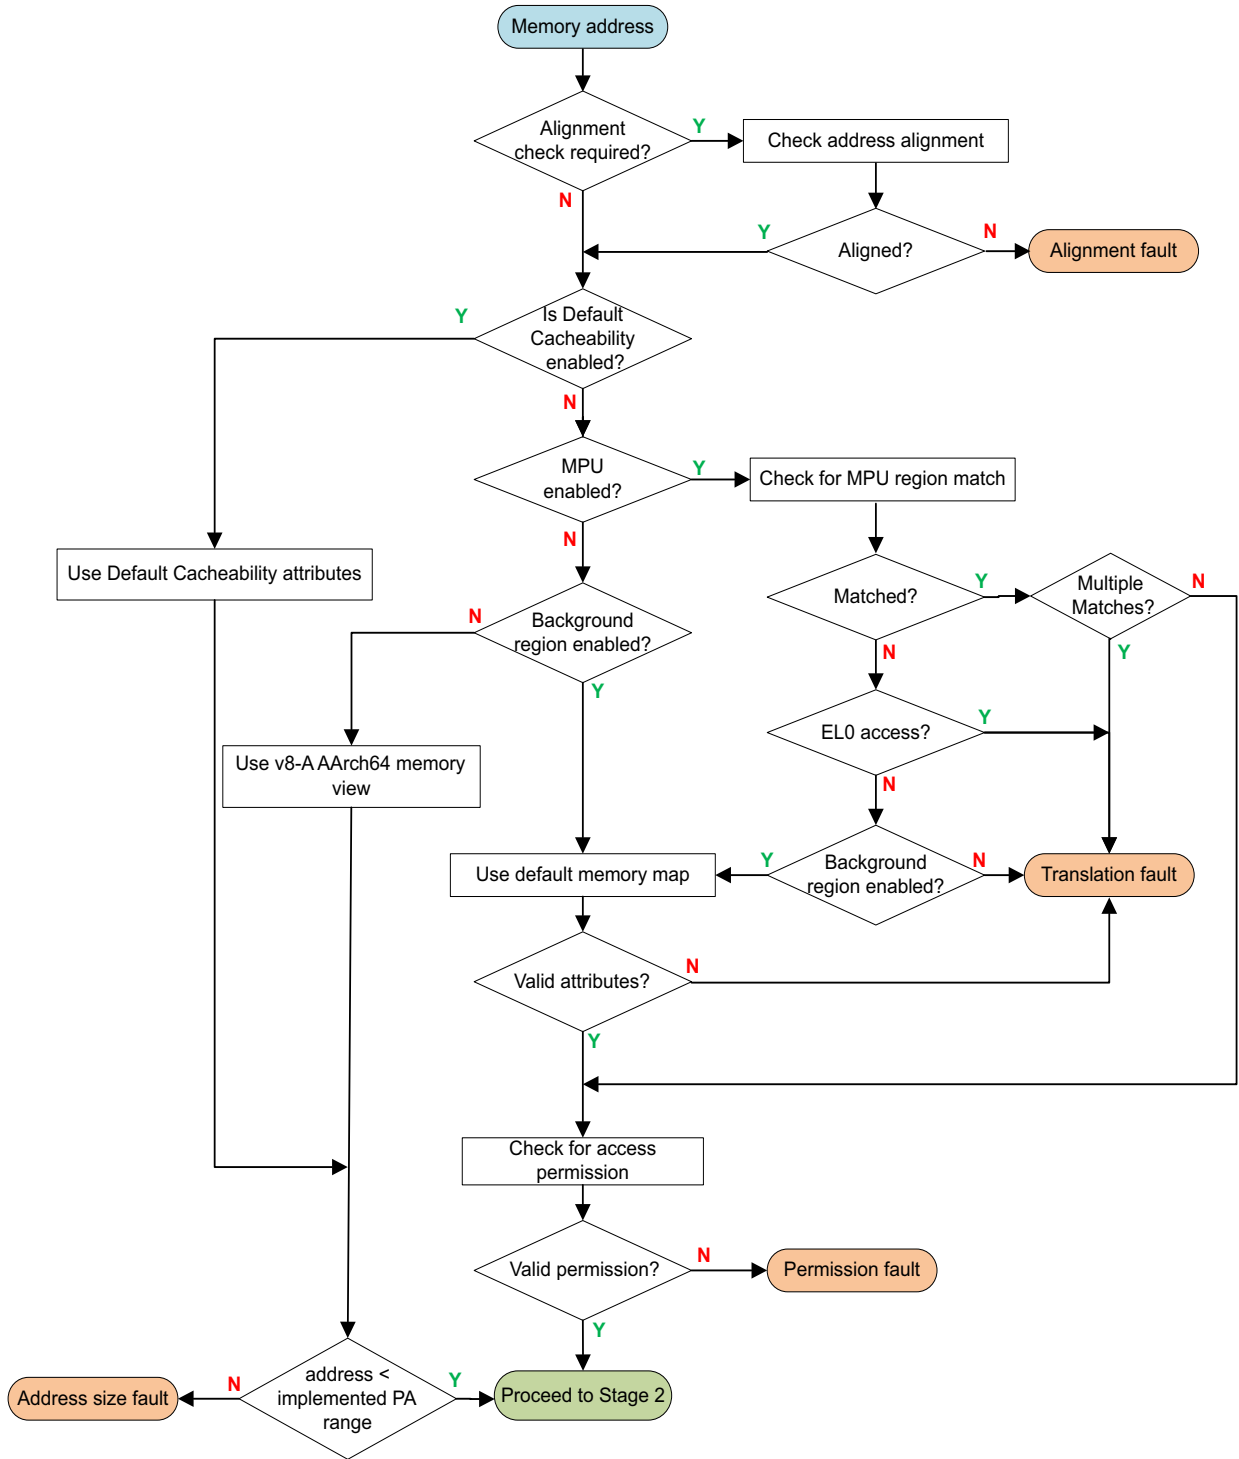 Memory address
Alignment
check required?
Y
Check address alignment
N
Aligned?
Y
N
Alignment fault
Is Default
Cacheability
enabled?
Y
N
MPU
enabled?
Y
Check for MPU region match
N
Use Default Cacheability attributes
Matched?
Y
Multiple
Matches?
N
Y
N
Background
region enabled?
N
Y
EL0 access?
Y
N
Use v8-A AArch64 memory
view
Use default memory map
Y
Background
region enabled?
N
Translation fault
Valid attributes?
N
Y
Check for access
permission
Valid permission?
N
Permission fault
Y
Address size fault
N
address <
implemented PA
range
Y
Proceed to Stage 2